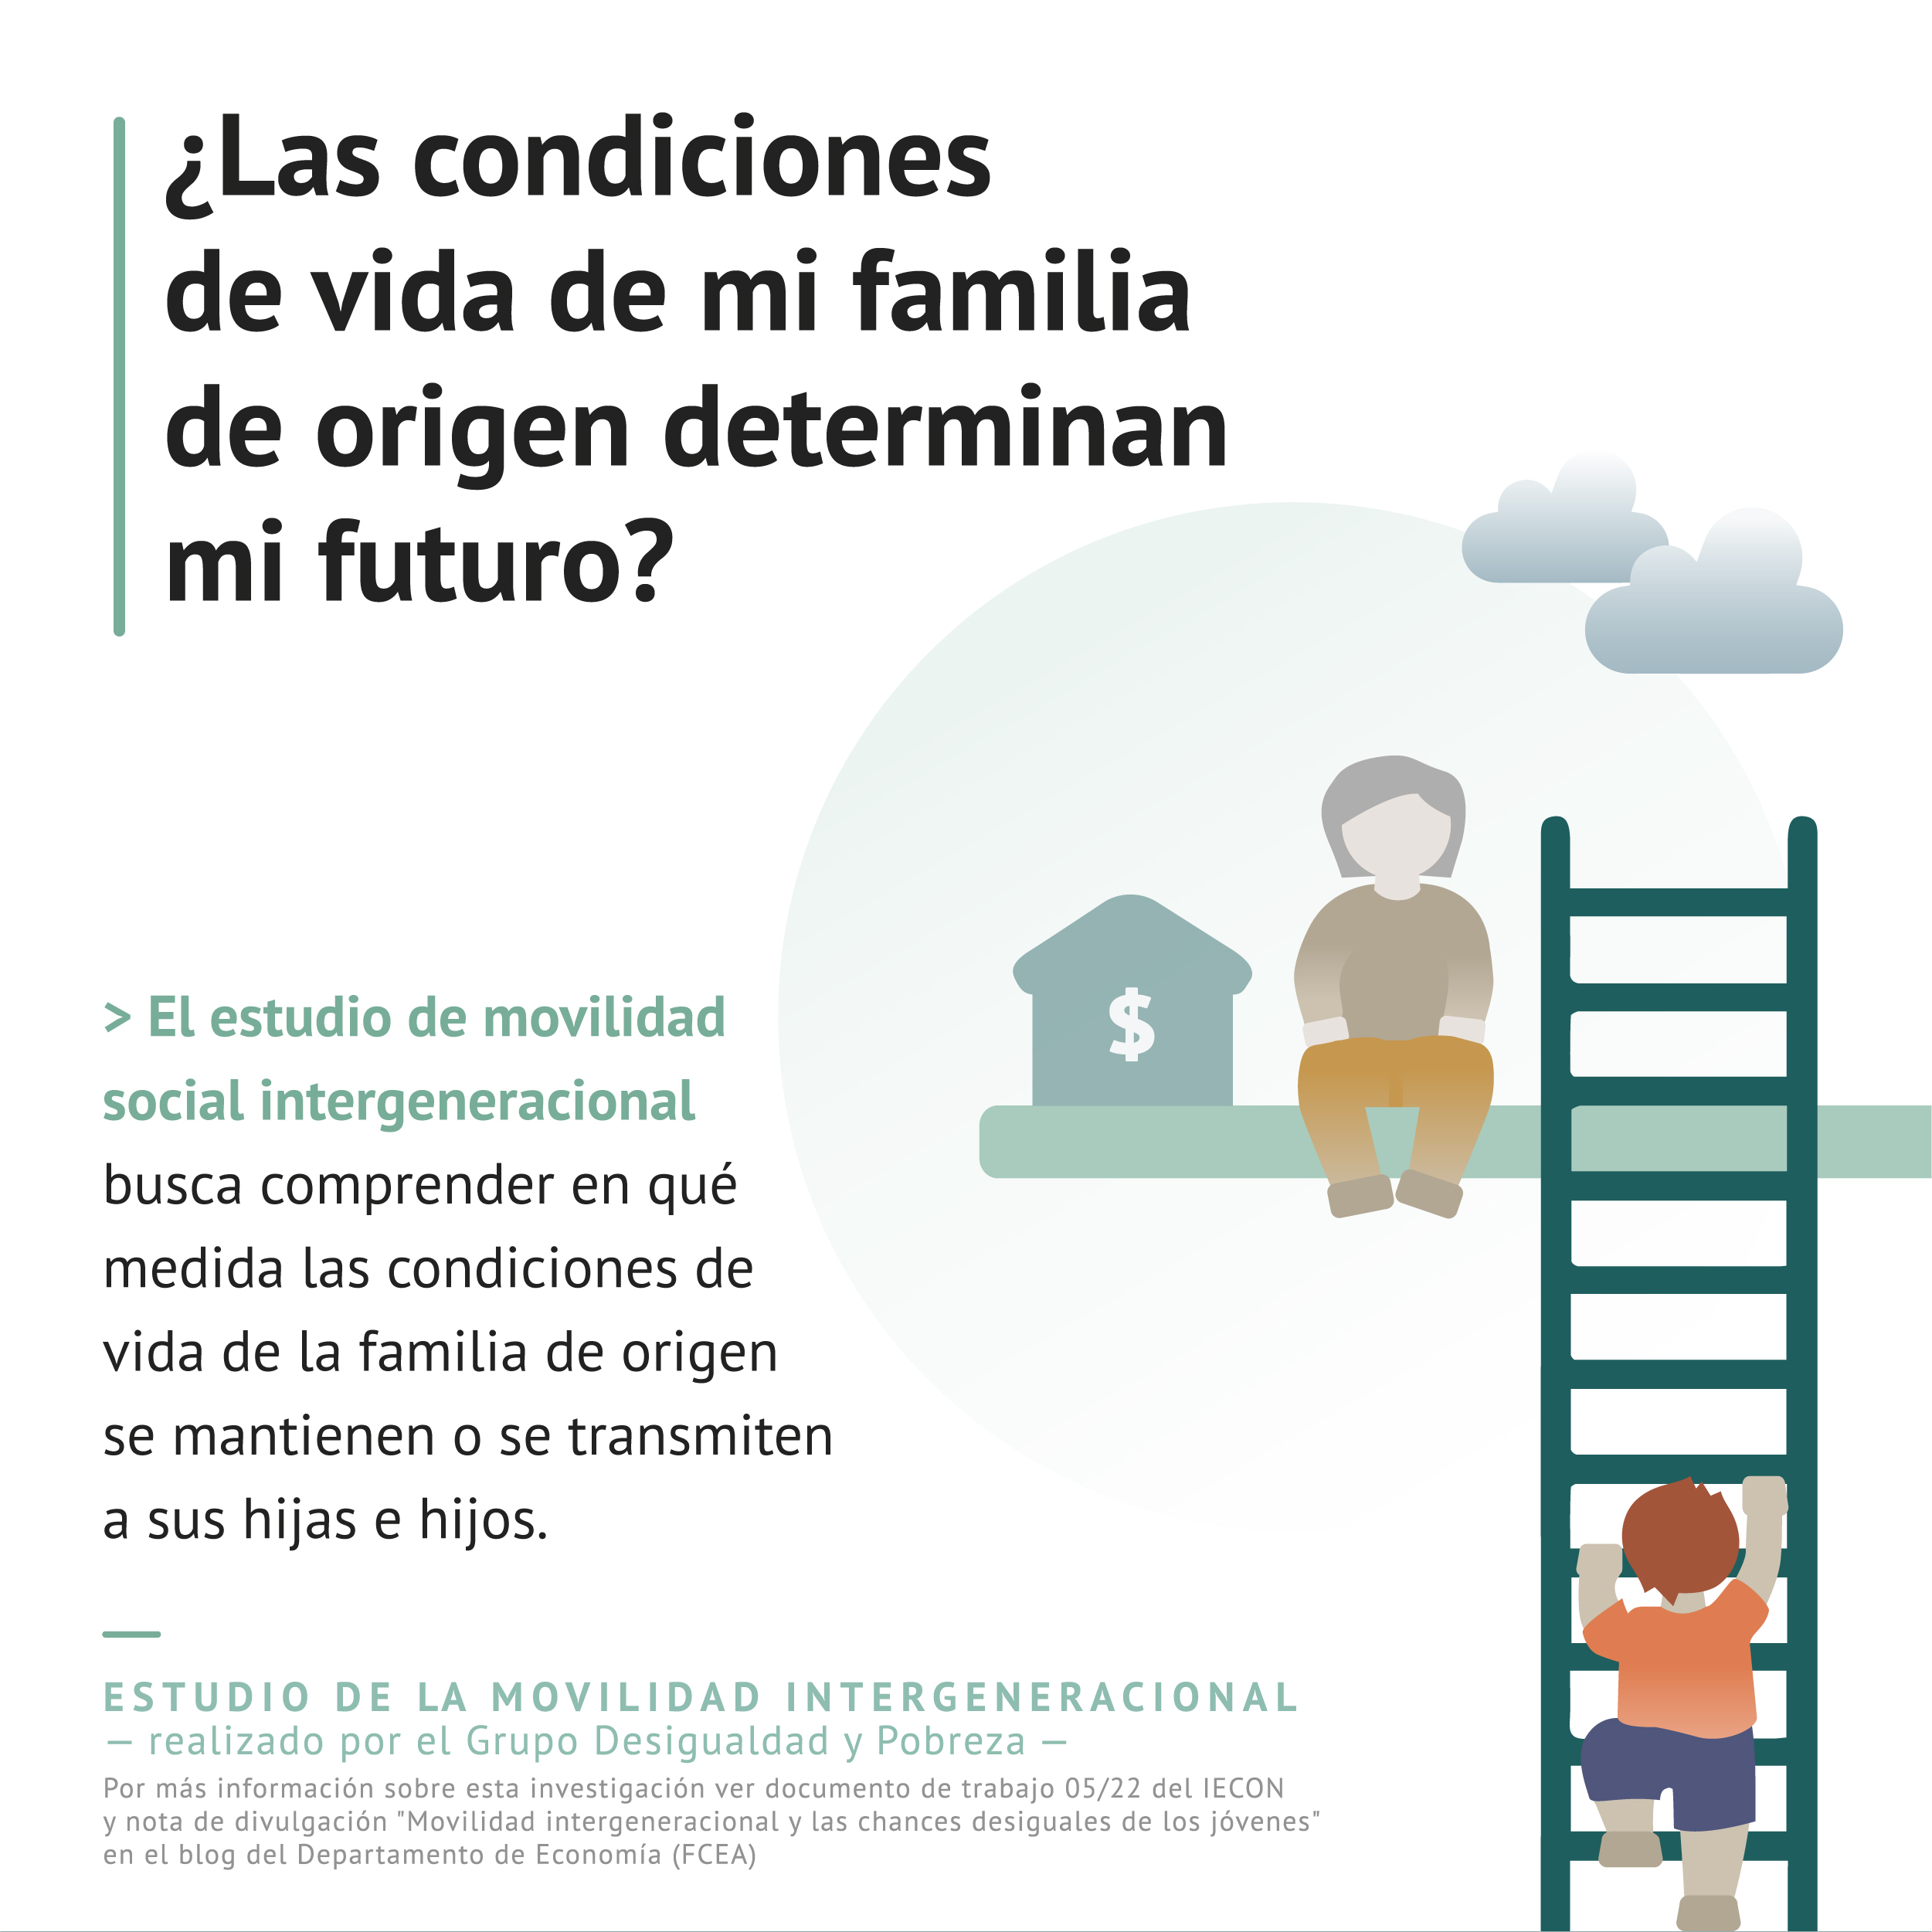 ¿Las condiciones
de vida de mi familia
de origen determinan
mi futuro?
$
> El estudio de movilidad
social intergeneracional
busca comprender en qué
medida las condiciones de
vida de la familia de origen
se mantienen o se transmiten
a sus hijas e hijos.
ESTUDIO DE LA MOVILIDAD INTERGENERACIONAL
— realizado por el Grupo Desigualdad y Pobreza —
Por más información sobre esta investigación ver documento de trabajo 05/22 del IECON
y nota de divulgación "Movilidad intergeneracional y las chances desiguales de los jóvenes"
en el blog del Departamento de Economía (FCEA)